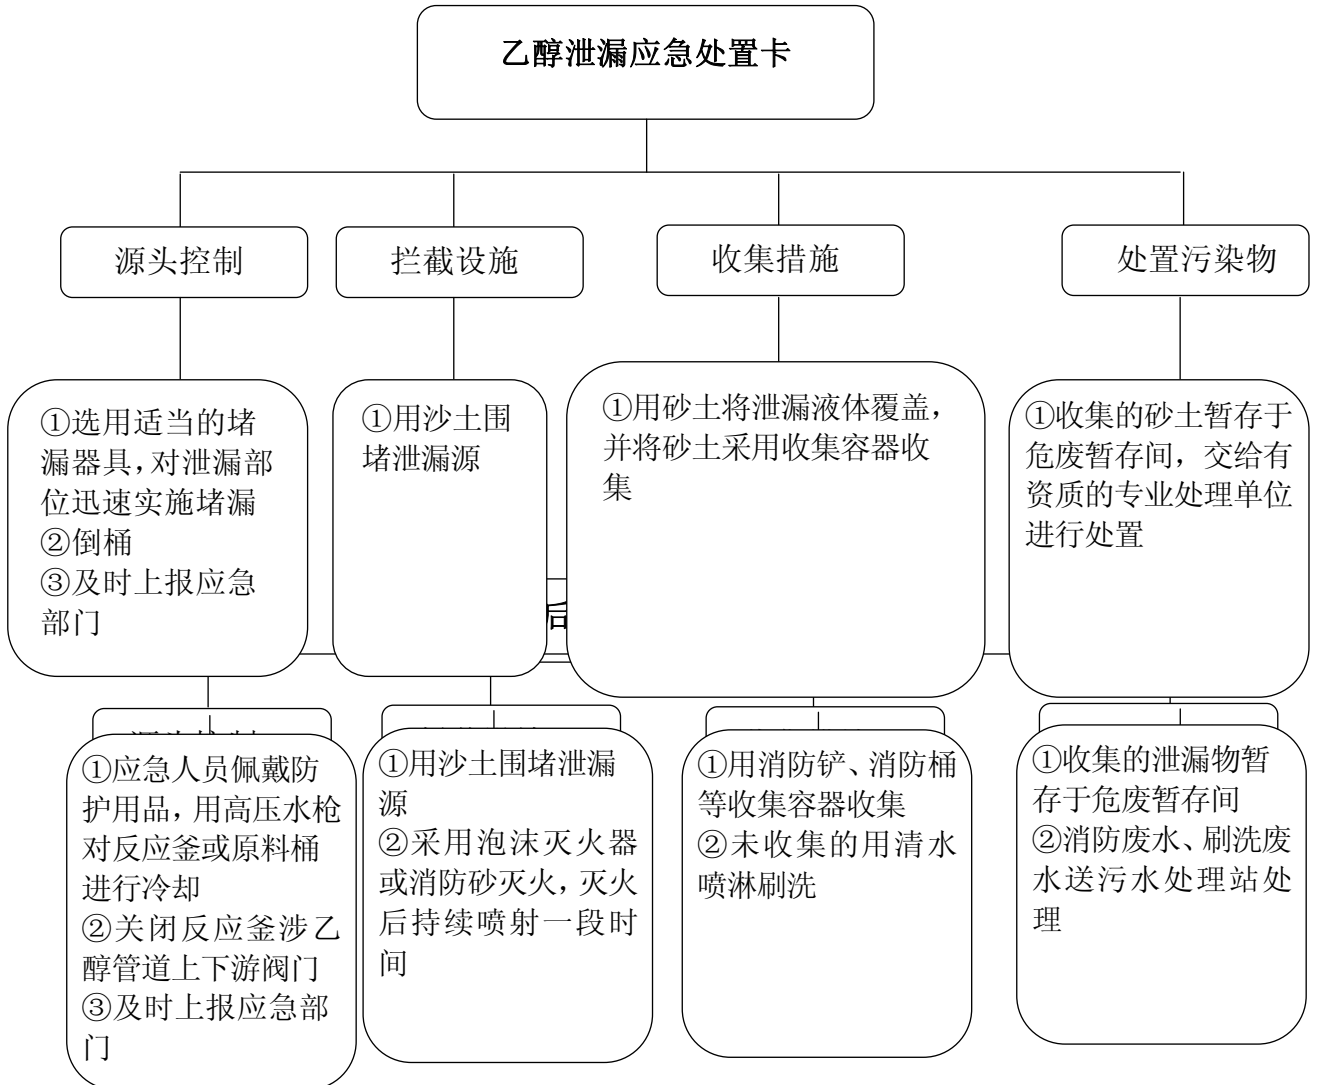 乙醇泄漏应急处置卡
源头控制
拦截设施
收集措施
处置污染物
①选用适当的堵
漏器具，对泄漏部
位迅速实施堵漏
②倒桶
③及时上报应急
部门
①用沙土围
堵泄漏源
①用砂土将泄漏液体覆盖，
并将砂土采用收集容器收
集
①收集的砂土暂存于
危废暂存间，交给有
资质的专业处理单位
进行处置
后
①应急人员佩戴防
护用品，用高压水枪
对反应釜或原料桶
进行冷却
②关闭反应釜涉乙
醇管道上下游阀门
③及时上报应急部
门
①用沙土围堵泄漏
源
②采用泡沫灭火器
或消防砂灭火，灭火
后持续喷射一段时
间
①用消防铲、消防桶
等收集容器收集
②未收集的用清水
喷淋刷洗
①收集的泄漏物暂
存于危废暂存间
②消防废水、刷洗废
水送污水处理站处
理